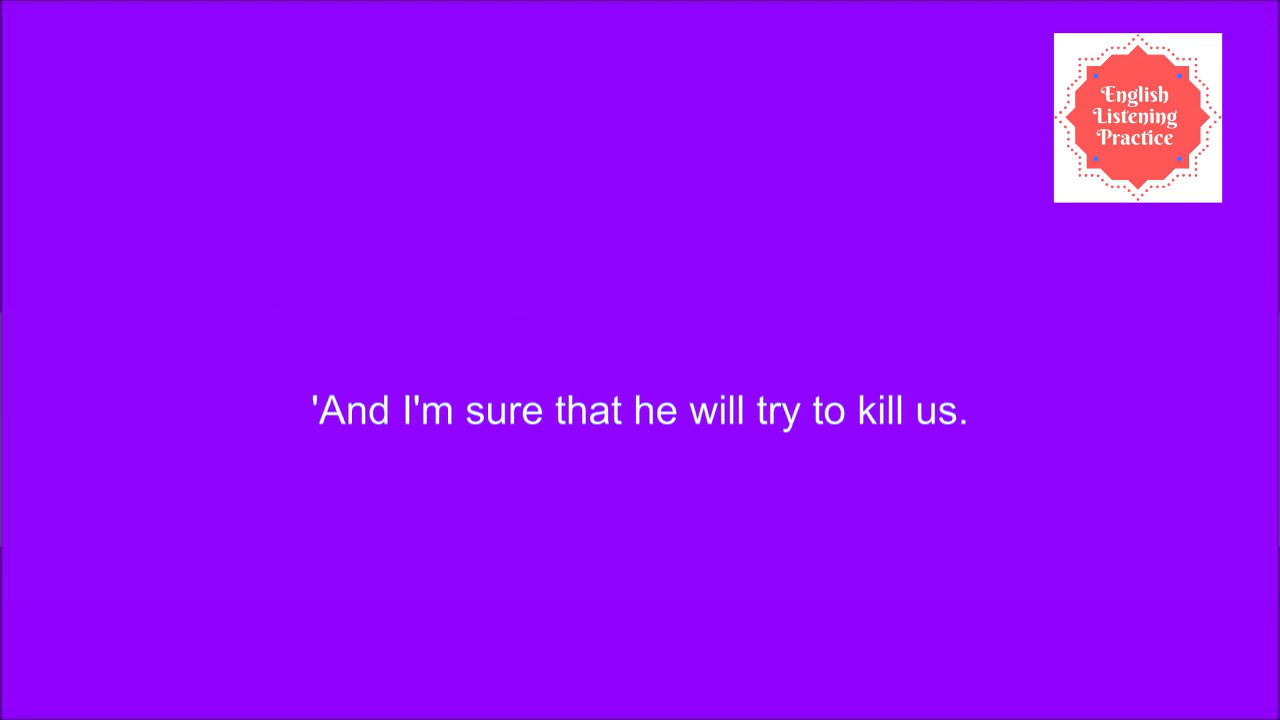 English
Listening
Practice
'And I'm sure that he will try to kill us.